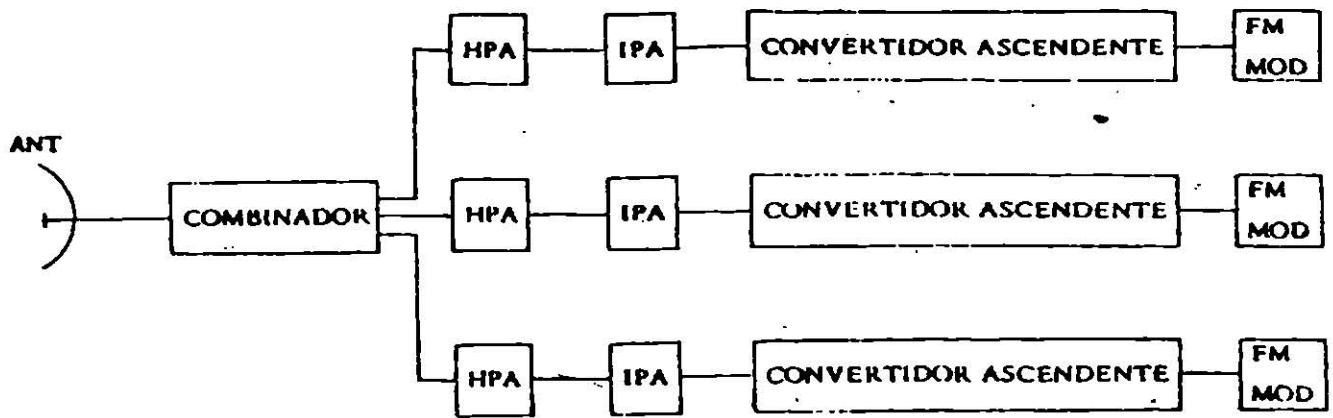 HPA
IPA
CONVERTIDOR ASCENDENTE
FM
MOD
ANT
COMBINADOR
HPA
IPA
CONVERTIDOR ASCENDENTE
FM
MOD
HPA
IPA
CONVERTIDOR ASCENDENTE
FM
MOD